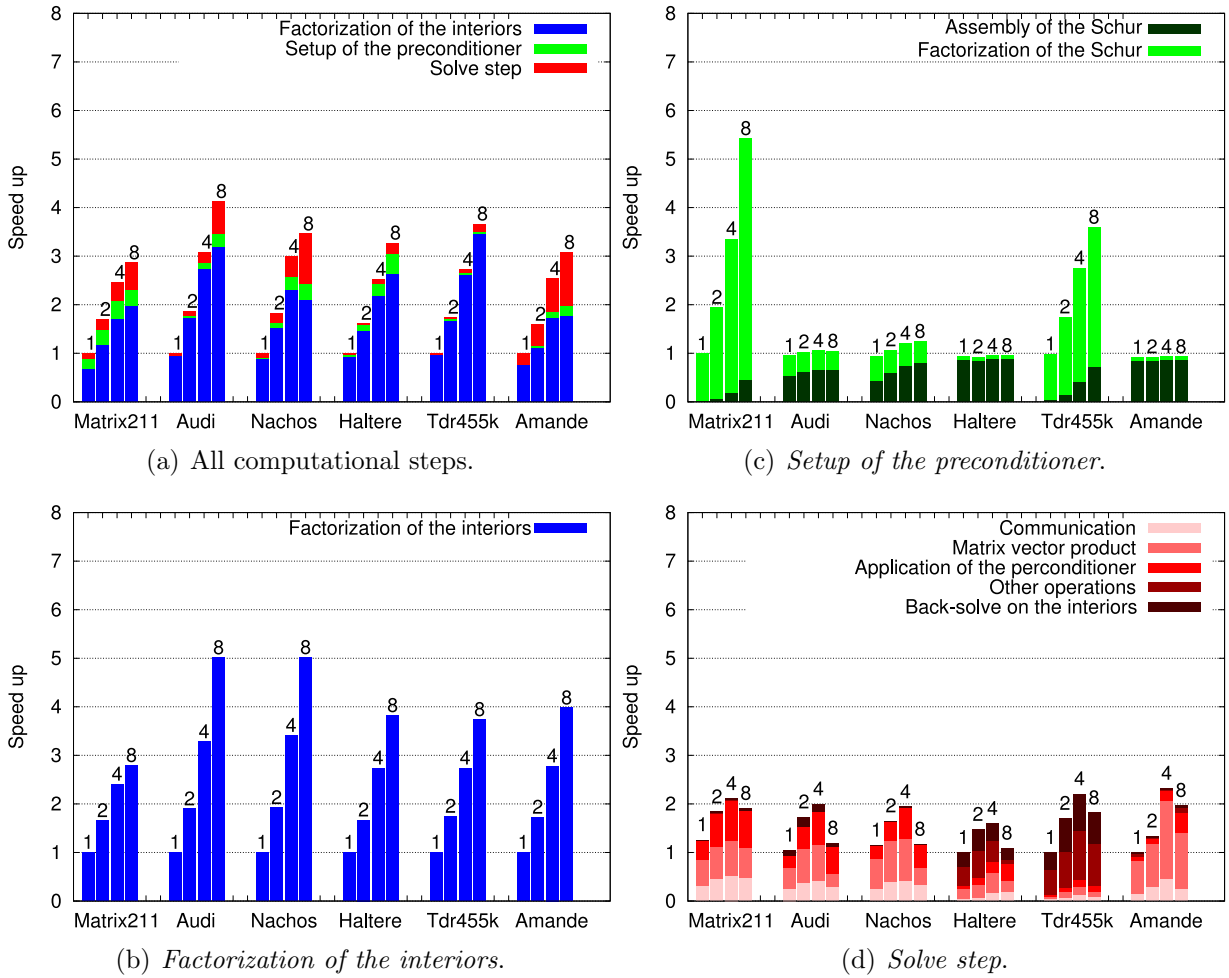 8
7
6
5
4
3
2
1
0
Speed up
Factorization of the interiors
Setup of the preconditioner
Solve step
1 2 4 8
1 2 4 8
1 2 4 8
1 2 4 8
1 2 4 8
1 2 4 8
Matrix211 Audi Nachos Haltere Tdr455k Amande
(a) All computational steps.
8
7
6
5
4
3
2
1
0
Speed up
Assembly of the Schur
Factorization of the Schur
1 2 4 8
1 2 4 8
1 2 4 8
1 2 4 8
1 2 4 8
1 2 4 8
Matrix211 Audi Nachos Haltere Tdr455k Amande
(c) Setup of the preconditioner.
8
7
6
5
4
3
2
1
0
Speed up
Factorization of the interiors
1 2 4 8
1 2 4 8
1 2 4 8
1 2 4 8
1 2 4 8
1 2 4 8
Matrix211 Audi Nachos Haltere Tdr455k Amande
(b) Factorization of the interiors.
8
7
6
5
4
3
2
1
0
Speed up
Communication
Matrix vector product
Application of the perconditioner
Other operations
Back-solve on the interiors
1 2 4 8
1 2 4 8
1 2 4 8
1 2 4 8
1 2 4 8
1 2 4 8
Matrix211 Audi Nachos Haltere Tdr455k Amande
(d) Solve step.